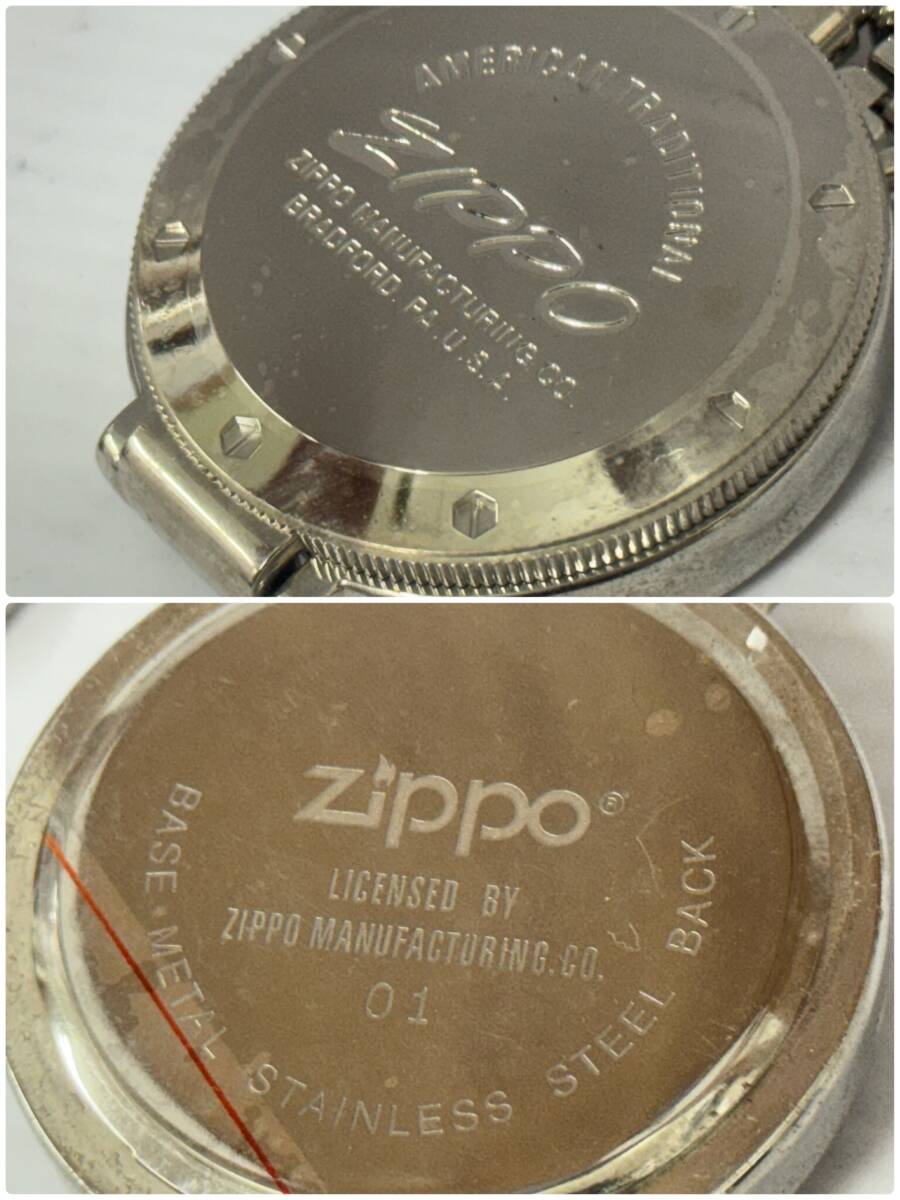 AMERICAN TRADITIONAL
Zippo
ZIPPO MANUFACTURING CO.
BRADFORD. PA. U.S.A.
zippo®
LICENSED BY
ZIPPO MANUFACTURING.CO.
01
BASE·METAL STAINLESS STEEL BACK